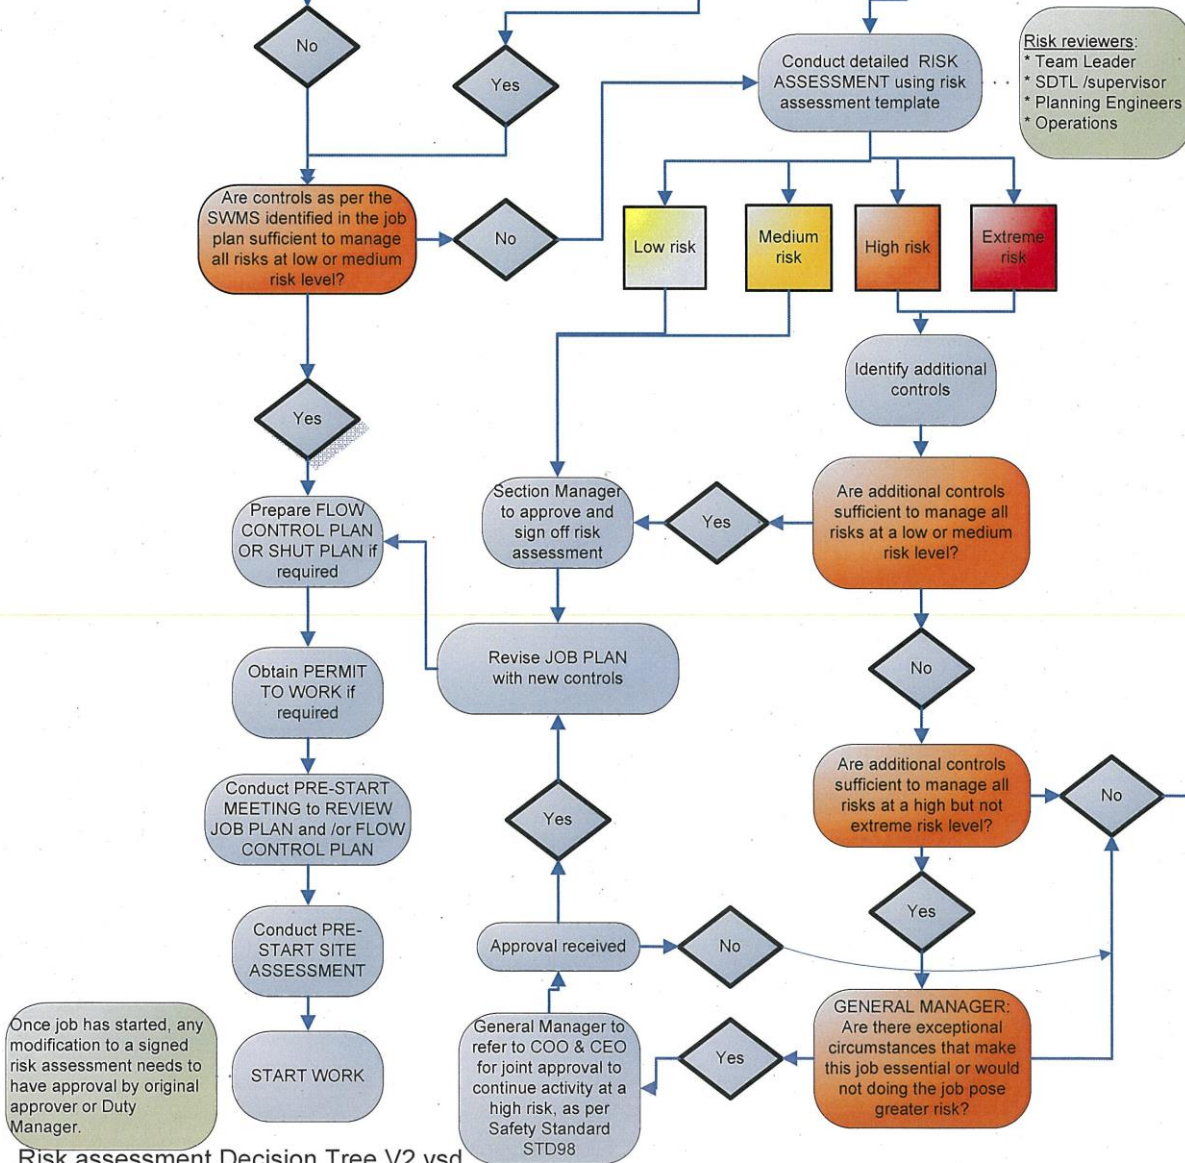 No
Yes
Conduct detailed RISK
ASSESSMENT using risk
assessment template
Risk reviewers:
* Team Leader
* SDTL /supervisor
* Planning Engineers
* Operations
Are controls as per the
SWMS identified in the job
plan sufficient to manage
all risks at low or medium
risk level?
No
Low risk
Medium
risk
High risk
Extreme
risk
Identify additional
controls
Yes
Prepare FLOW
CONTROL PLAN
OR SHUT PLAN if
required
Section Manager
to approve and
sign off risk
assessment
Yes
Are additional controls
sufficient to manage all
risks at a low or medium
risk level?
Obtain PERMIT
TO WORK if
required
Revise JOB PLAN
with new controls
No
Conduct PRE-START
MEETING to REVIEW
JOB PLAN and /or FLOW
CONTROL PLAN
Yes
Are additional controls
sufficient to manage all
risks at a high but not
extreme risk level?
No
Yes
Conduct PRE-
START SITE
ASSESSMENT
Approval received
No
Once job has started, any
modification to a signed
risk assessment needs to
have approval by original
approver or Duty
Manager.
START WORK
General Manager to
refer to COO & CEO
for joint approval to
continue activity at a
high risk, as per
Safety Standard
STD98
Yes
GENERAL MANAGER:
Are there exceptional
circumstances that make
this job essential or would
not doing the job pose
greater risk?
Risk assessment Decision Tree V2.vsd